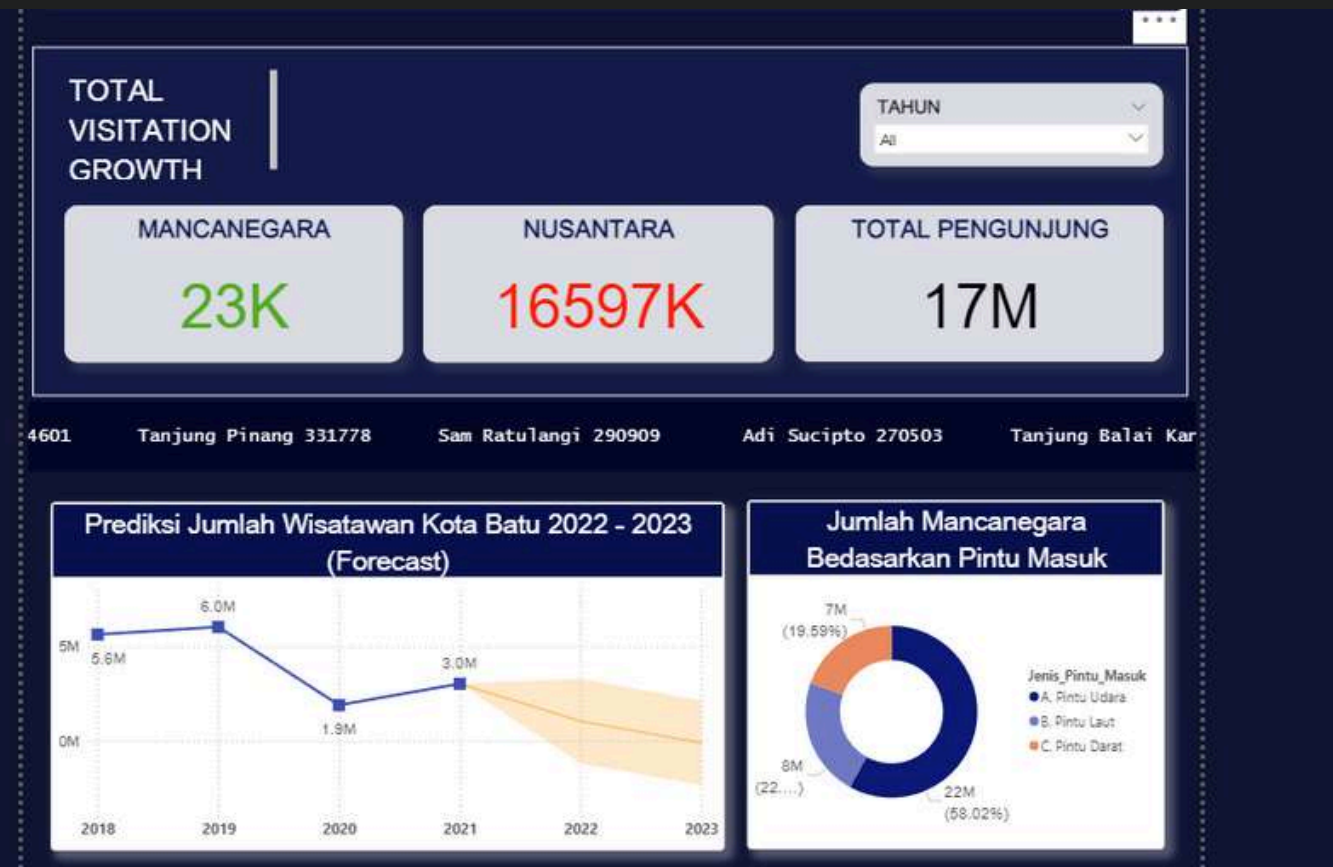 TOTAL
VISITATION
GROWTH
TAHUN
All
MANCANEGARA
23K
NUSANTARA
16597K
TOTAL PENGUNJUNG
17M
4601 Tanjung Pinang 331778 Sam Ratulangi 290909 Adi Sucipto 270503 Tanjung Balai Kar
Prediksi Jumlah Wisatawan Kota Batu 2022 - 2023
(Forecast)
5M
0M
5.6M
6.0M
1.9M
3.0M
2018 2019 2020 2021 2022 2023
Jumlah Mancanegara
Bedasarkan Pintu Masuk
7M
(19.59%)
8M
(22....)
22M
(58.02%)
Jenis_Pintu_Masuk
A. Pintu Udara
B. Pintu Laut
C. Pintu Darat